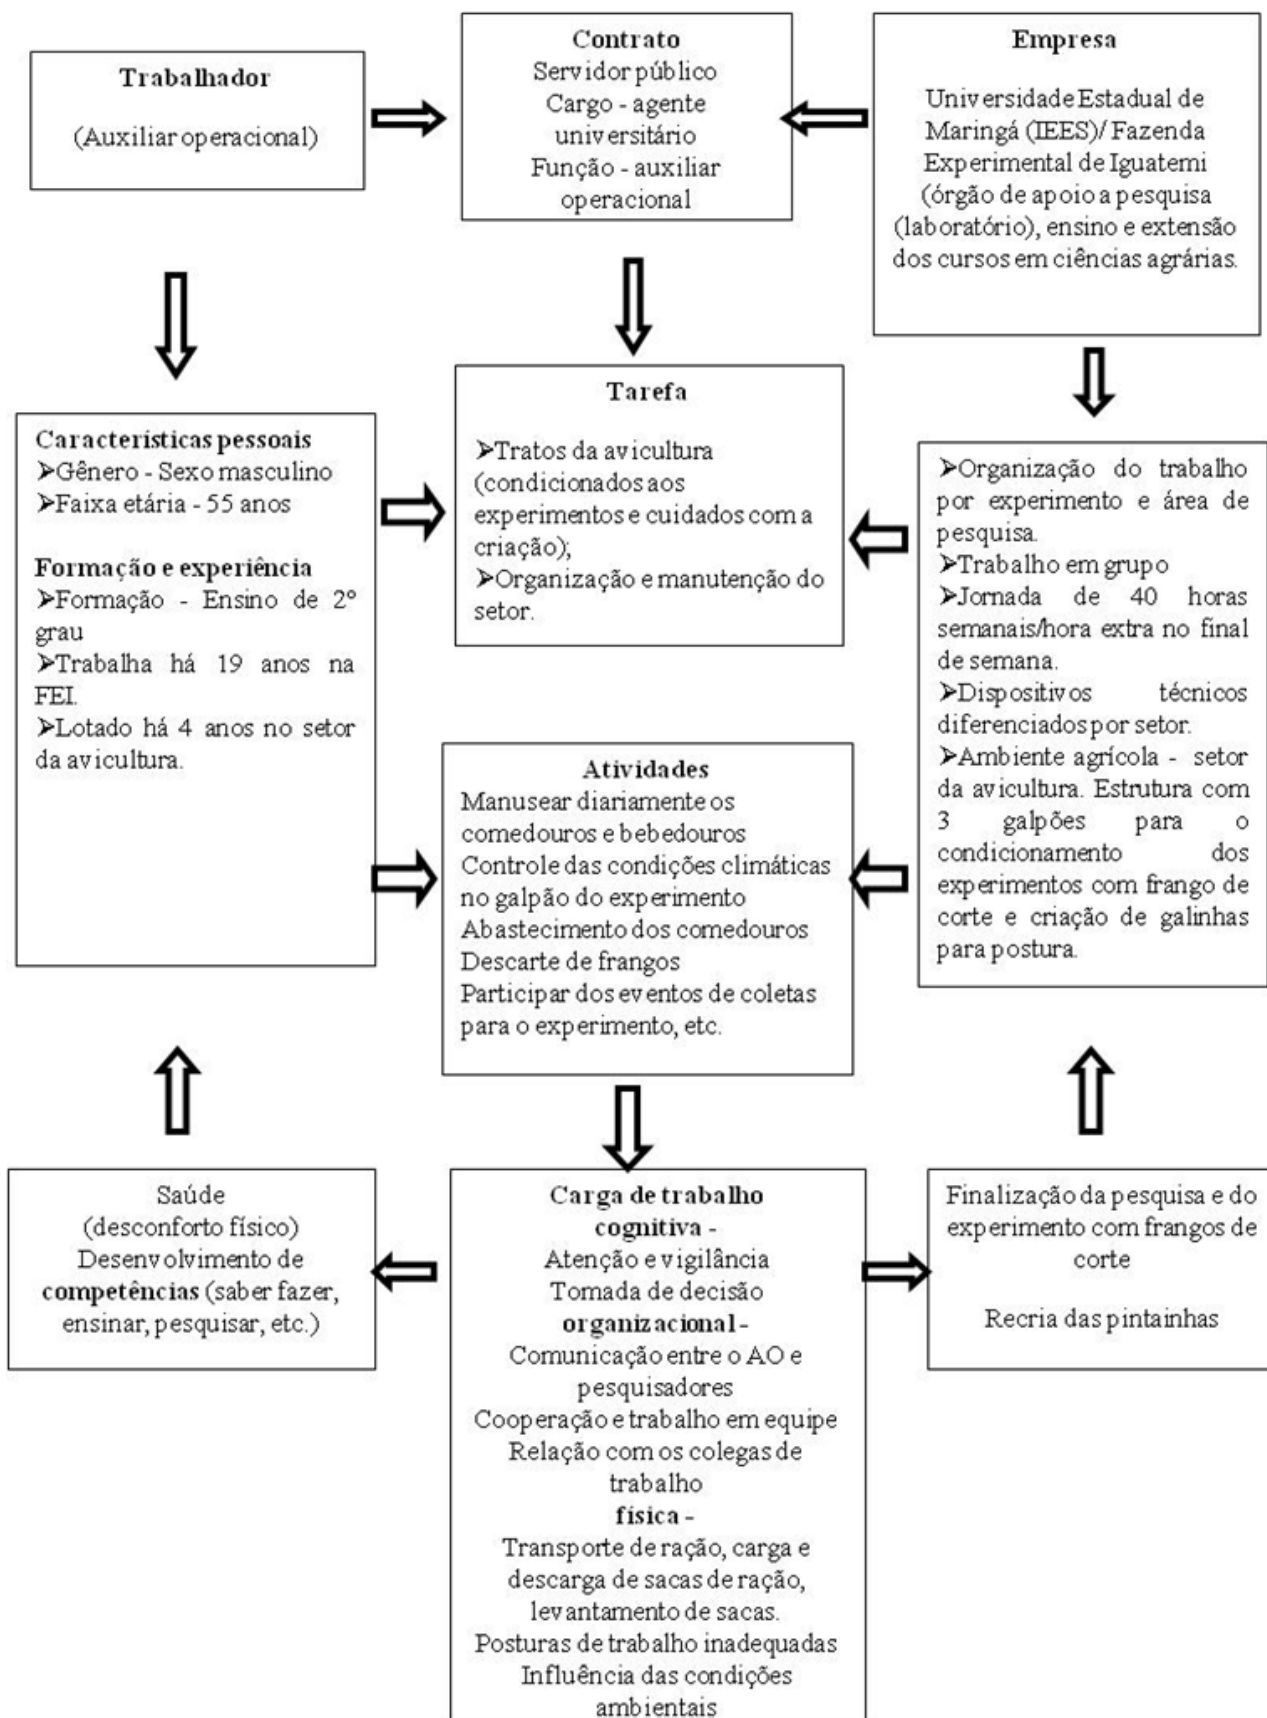 Trabalhador
(Auxiliar operacional)
Contrato
Servidor público
Cargo - agente
universitário
Função - auxiliar
operacional
Empresa
Universidade Estadual de
Maringá (IEES)/ Fazenda
Experimental de Iguatemi
(órgão de apoio a pesquisa
(laboratório), ensino e extensão
dos cursos em ciências agrárias.
Características pessoais
➤Gênero - Sexo masculino
➤Faixa etária - 55 anos
Formação e experiência
➤Formação - Ensino de 2º
grau
➤Trabalha há 19 anos na
FEI.
➤Lotado há 4 anos no setor
da avicultura.
Tarefa
➤Tratos da avicultura
(condicionados aos
experimentos e cuidados com a
criação);
➤Organização e manutenção do
setor.
➤Organização do trabalho
por experimento e área de
pesquisa.
➤Trabalho em grupo
➤Jornada de 40 horas
semanais/hora extra no final
de semana.
➤Dispositivos técnicos
diferenciados por setor.
➤Ambiente agrícola - setor
da avicultura. Estrutura com
3 galpões para o
condicionamento dos
experimentos com frango de
corte e criação de galinhas
para postura.
Atividades
Manusear diariamente os
comedouros e bebedouros
Controle das condições climáticas
no galpão do experimento
Abastecimento dos comedouros
Descarte de frangos
Participar dos eventos de coletas
para o experimento, etc.
Saúde
(desconforto físico)
Desenvolvimento de
competências (saber fazer,
ensinar, pesquisar, etc.)
Carga de trabalho
cognitiva -
Atenção e vigilância
Tomada de decisão
organizacional -
Comunicação entre o AO e
pesquisadores
Cooperação e trabalho em equipe
Relação com os colegas de
trabalho
física -
Transporte de ração, carga e
descarga de sacas de ração,
levantamento de sacas.
Posturas de trabalho inadequadas
Influência das condições
ambientais
Finalização da pesquisa e do
experimento com frangos de
corte
Recria das pintainhas